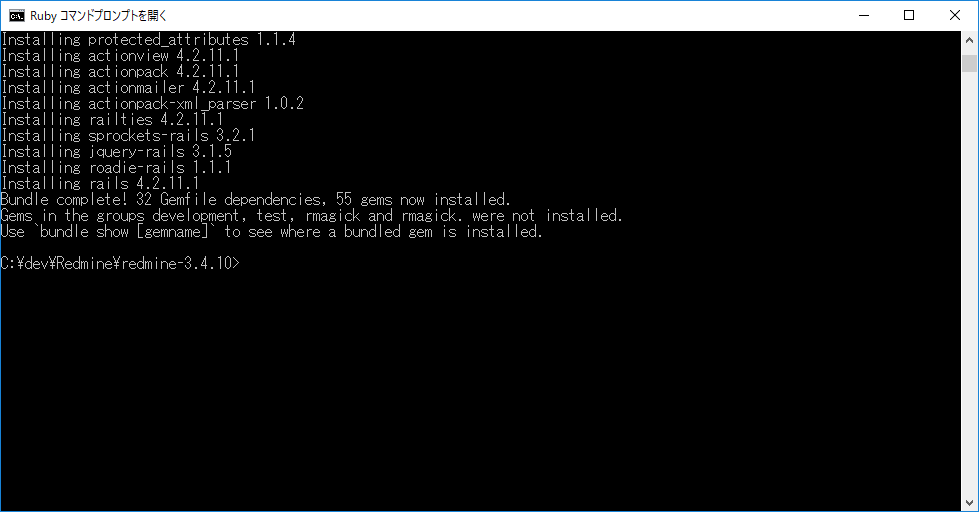 Ruby コマンドプロンプトを開く
Installing protected_attributes 1.1.4
Installing actionview 4.2.11.1
Installing actionpack 4.2.11.1
Installing actionmailer 4.2.11.1
Installing actionpack-xml_parser 1.0.2
Installing railties 4.2.11.1
Installing sprockets-rails 3.2.1
Installing jquery-rails 3.1.5
Installing roadie-rails 1.1.1
Installing rails 4.2.11.1
Bundle complete! 32 Gemfile dependencies, 55 gems now installed.
Gems in the groups development, test, rmagick and rmagick. were not installed.
Use `bundle show [gemname]` to see where a bundled gem is installed.
C:¥dev¥Redmine¥redmine-3.4.10>